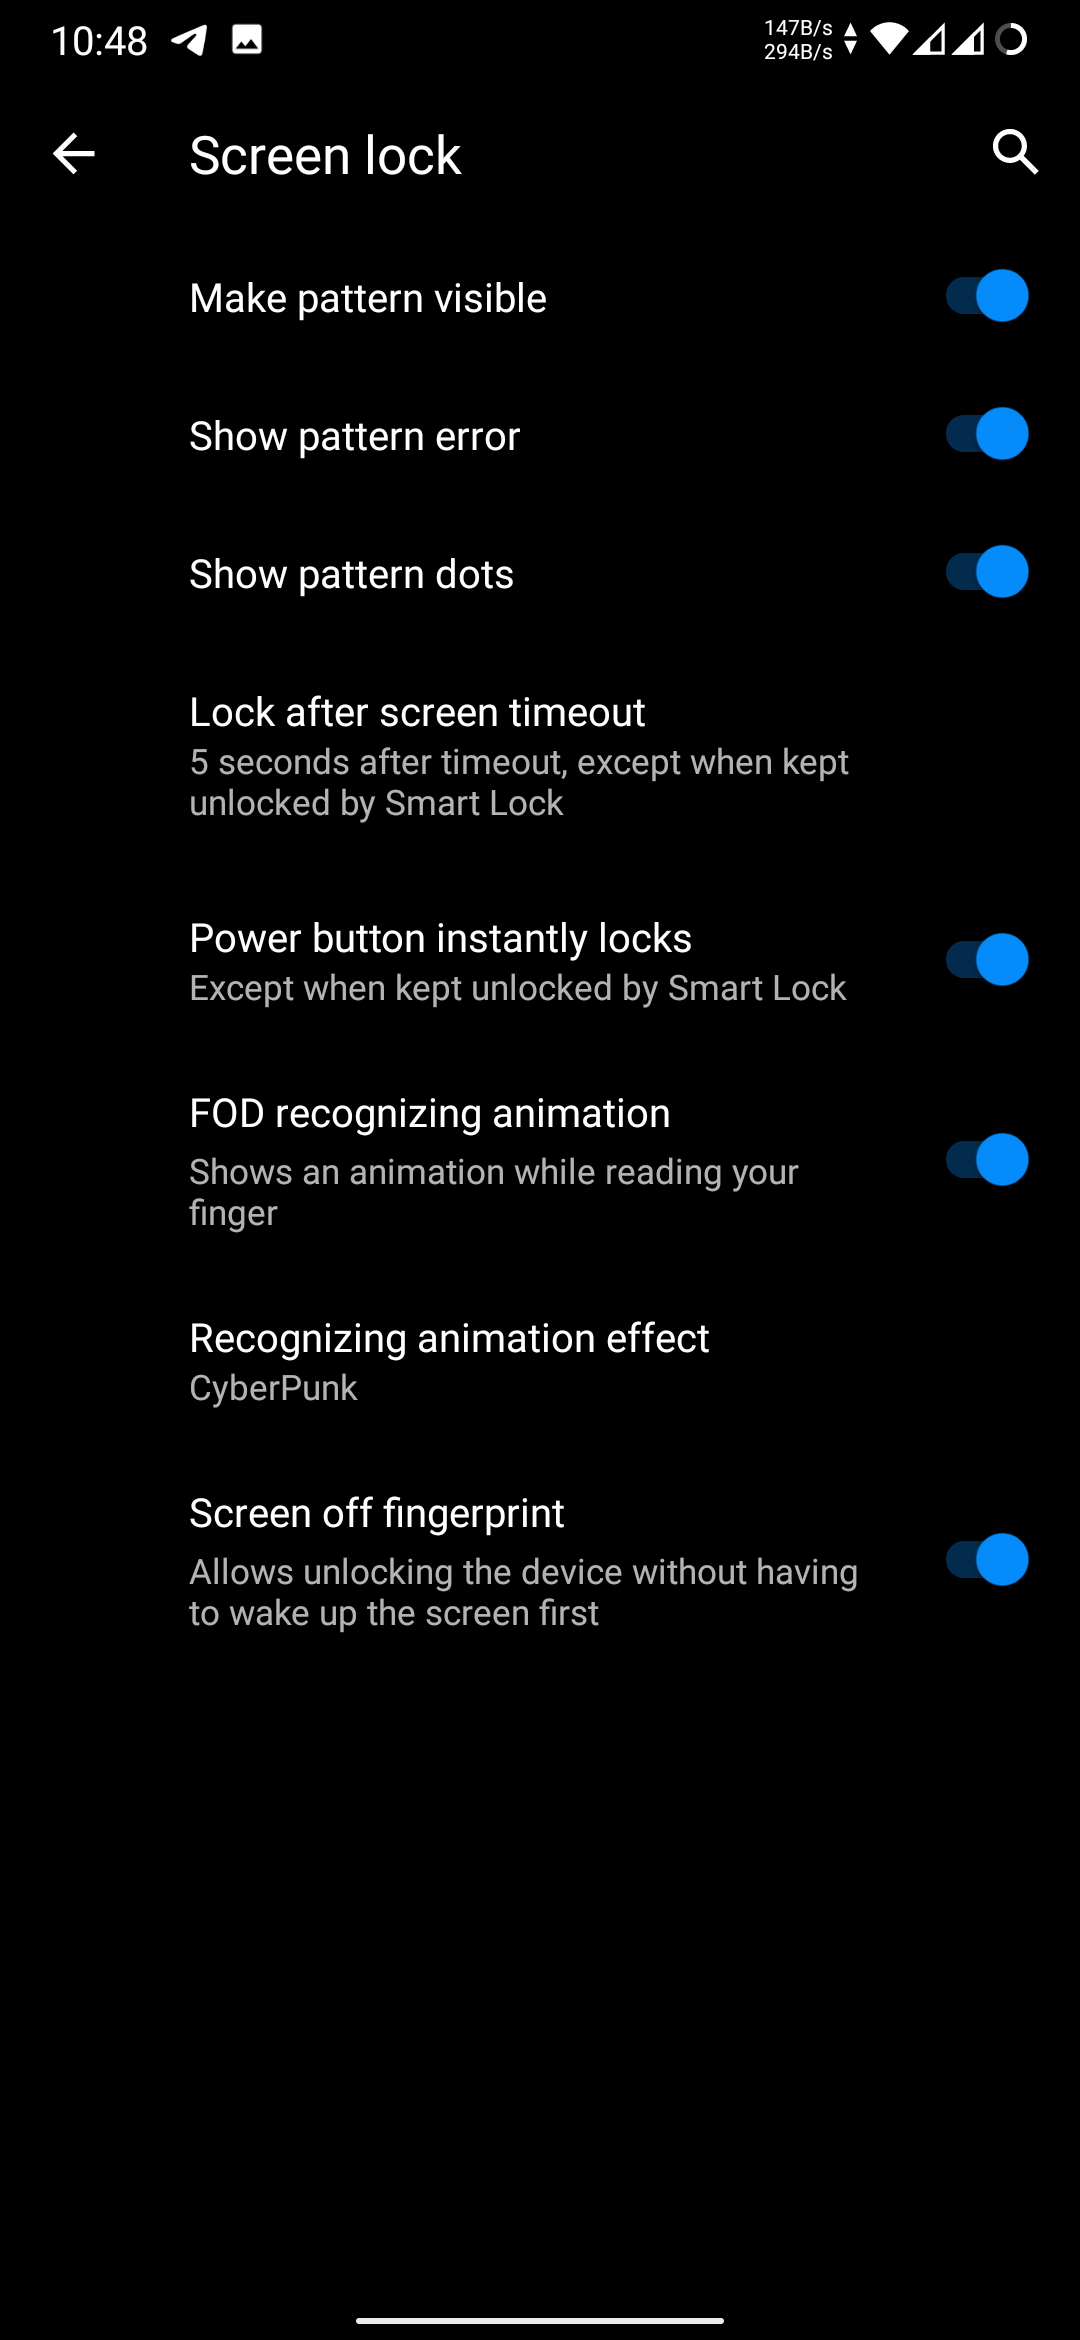 10:48
147B/s
294B/s
Screen lock
Make pattern visible
Show pattern error
Show pattern dots
Lock after screen timeout
5 seconds after timeout, except when kept
unlocked by Smart Lock
Power button instantly locks
Except when kept unlocked by Smart Lock
FOD recognizing animation
Shows an animation while reading your
finger
Recognizing animation effect
CyberPunk
Screen off fingerprint
Allows unlocking the device without having
to wake up the screen first